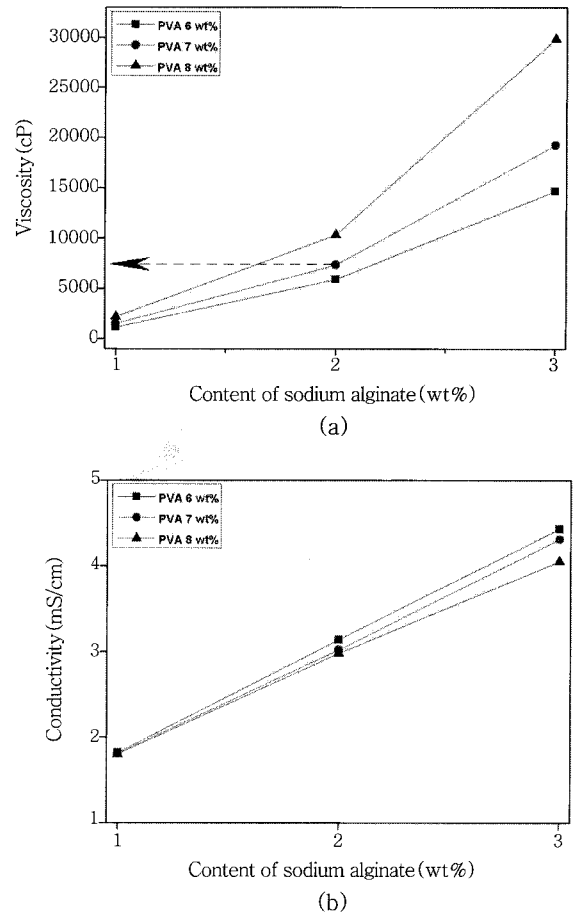 PVA 6 wt%
PVA 7 wt%
PVA 8 wt%
30000
25000
20000
15000
10000
5000
0
Viscosity (cP)
1 2 3
Content of sodium alginate (wt%)
(a)
PVA 6 wt%
PVA 7 wt%
PVA 8 wt%
5
4
3
2
1
Conductivity (mS/cm)
1 2 3
Content of sodium alginate (wt%)
(b)